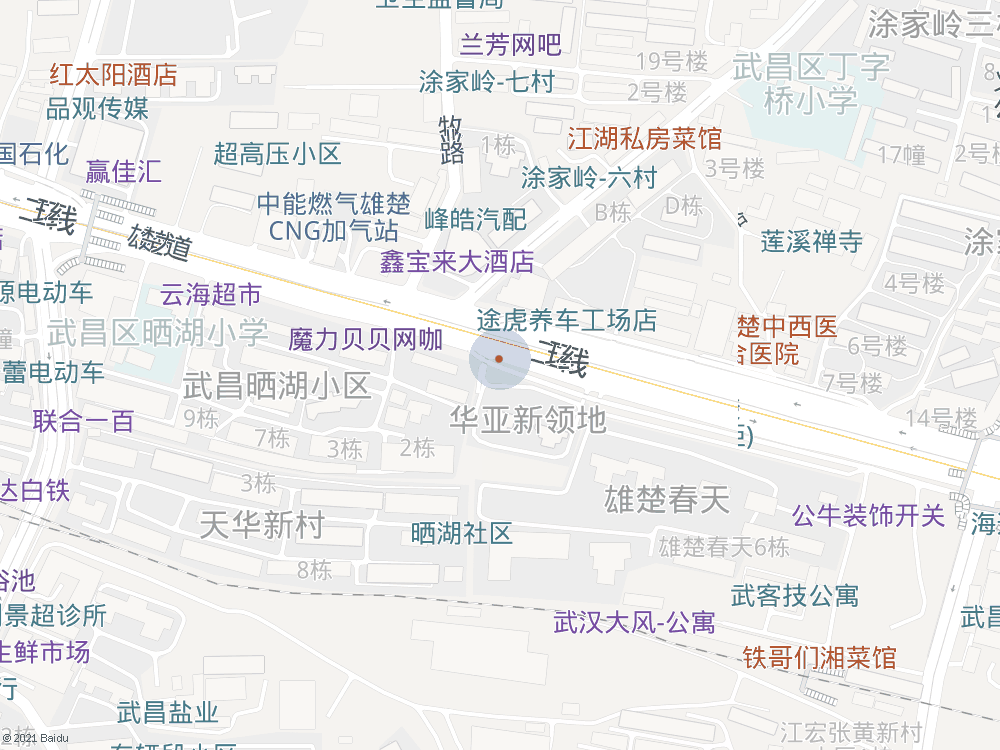 卫生监督局
涂家岭三村
兰芳网吧
19号楼
武昌区丁字
桥小学
红太阳酒店
涂家岭-七村
2号楼
品观传媒
牧
路
1栋
江湖私房菜馆
17幢
2号
国石化
超高压小区
赢佳汇
涂家岭-六村
3号楼
中能燃气雄楚
CNG加气站
峰皓汽配
B栋
D栋
莲溪禅寺
雄楚大道
鑫宝来大酒店
源电动车
云海超市
4号楼
武昌区晒湖小学
魔力贝贝网咖
途虎养车工场店
楚中西医
合医院
6号楼
蕾电动车
武昌晒湖小区
7号楼
联合一百
9栋
7栋
3栋
2栋
华亚新领地
14号楼
达白铁
3栋
雄楚春天
天华新村
晒湖社区
公牛装饰开关
雄楚春天6栋
8栋
浴池
武客技公寓
景超诊所
武汉大风-公寓
武昌
生鲜市场
铁哥们湘菜馆
行
武昌盐业
江宏张黄新村
2栋
© 2021 Baidu